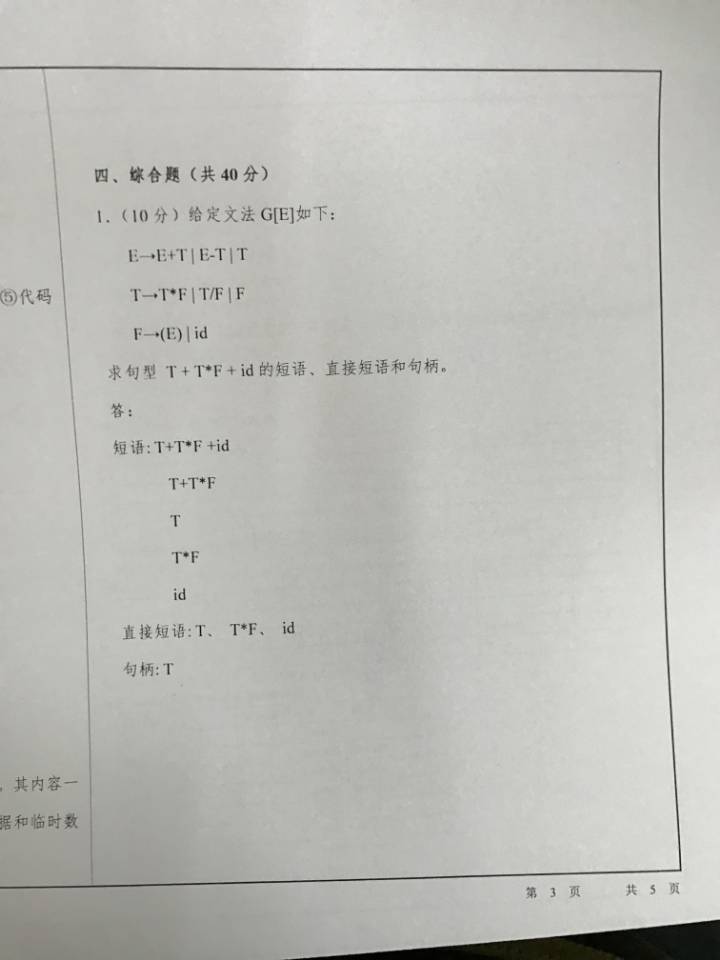 四、综合题（共 40 分）
1.（10 分）给定文法 G[E]如下：
E→E+T | E-T | T
T→T*F | T/F | F
F→(E) | id
求句型 T + T*F + id 的短语、直接短语和句柄。
答：
短语: T+T*F +id
T+T*F
T
T*F
id
直接短语: T、 T*F、 id
句柄: T
⑤代码
，其内容一
据和临时数
第 3 页 共 5 页